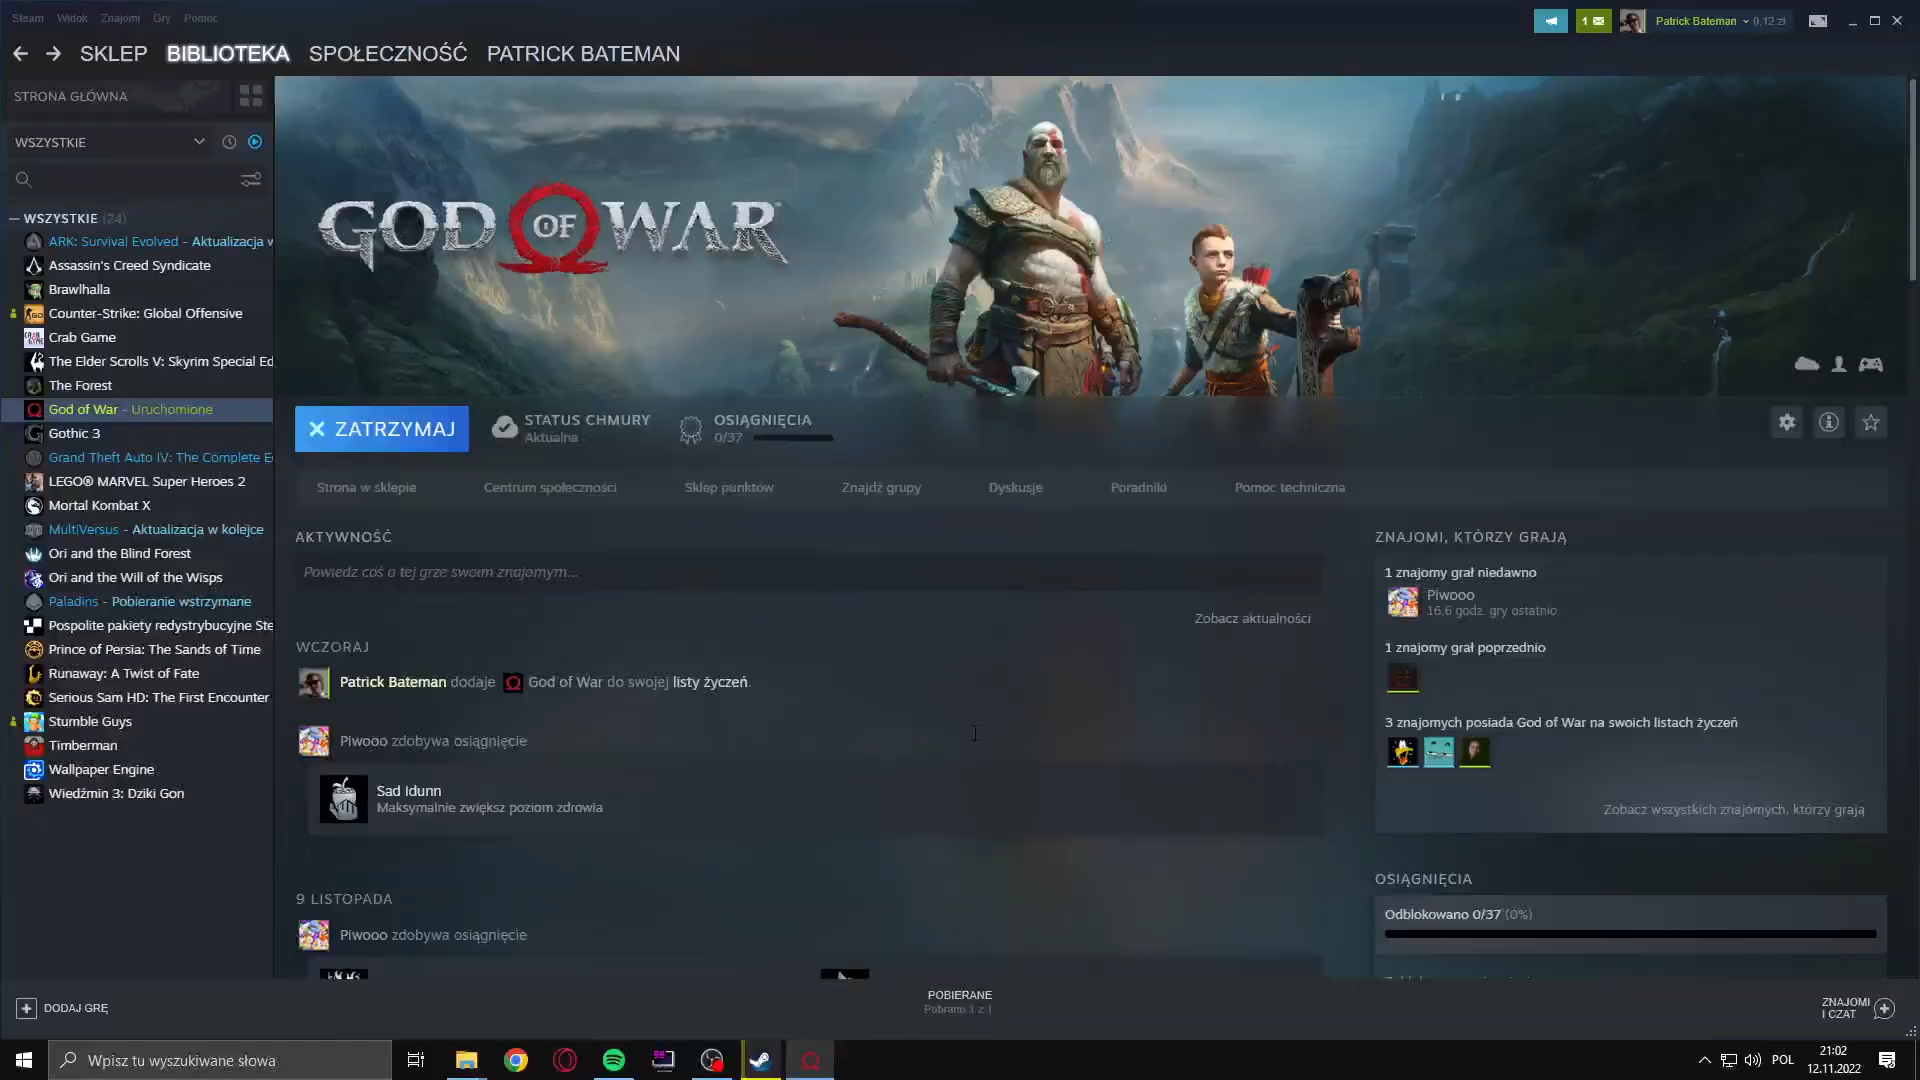 Steam Widok Znajomi Gry Pomoc
1
Patrick Bateman 0,12 zł
SKLEP BIBLIOTEKA SPOŁECZNOŚĆ PATRICK BATEMAN
STRONA GŁÓWNA
WSZYSTKIE
WSZYSTKIE (24)
ARK: Survival Evolved - Aktualizacja w
Assassin's Creed Syndicate
Brawlhalla
Counter-Strike: Global Offensive
Crab Game
The Elder Scrolls V: Skyrim Special Ed
The Forest
God of War - Uruchomione
Gothic 3
Grand Theft Auto IV: The Complete E
LEGO® MARVEL Super Heroes 2
Mortal Kombat X
MultiVersus - Aktualizacja w kolejce
Ori and the Blind Forest
Ori and the Will of the Wisps
Paladins - Pobieranie wstrzymane
Pospolite pakiety redystrybucyjne Ste
Prince of Persia: The Sands of Time
Runaway: A Twist of Fate
Serious Sam HD: The First Encounter
Stumble Guys
Timberman
Wallpaper Engine
Wiedźmin 3: Dziki Gon
GOD OF WAR
ZATRZYMAJ
STATUS CHMURY
Aktualna
OSIĄGNIĘCIA
0/37
Strona w sklepie Centrum społeczności Sklep punktów Znajdź grupy Dyskusje Poradniki Pomoc techniczna
AKTYWNOŚĆ
Powiedz coś o tej grze swoim znajomym...
Zobacz aktualności
WCZORAJ
Patrick Bateman dodaje God of War do swojej listy życzeń.
Piwooo zdobywa osiągnięcie
Sad Idunn
Maksymalnie zwiększ poziom zdrowia
9 LISTOPADA
Piwooo zdobywa osiągnięcie
ZNAJOMI, KTÓRZY GRAJĄ
1 znajomy grał niedawno
Piwooo
16,6 godz. gry ostatnio
1 znajomy grał poprzednio
3 znajomych posiada God of War na swoich listach życzeń
Zobacz wszystkich znajomych, którzy grają
OSIĄGNIĘCIA
Odblokowano 0/37 (0%)
DODAJ GRĘ
POBIERANE
Pobrano 1 z 1
ZNAJOMI
I CZAT
Wpisz tu wyszukiwane słowa
POL
21:02
12.11.2022